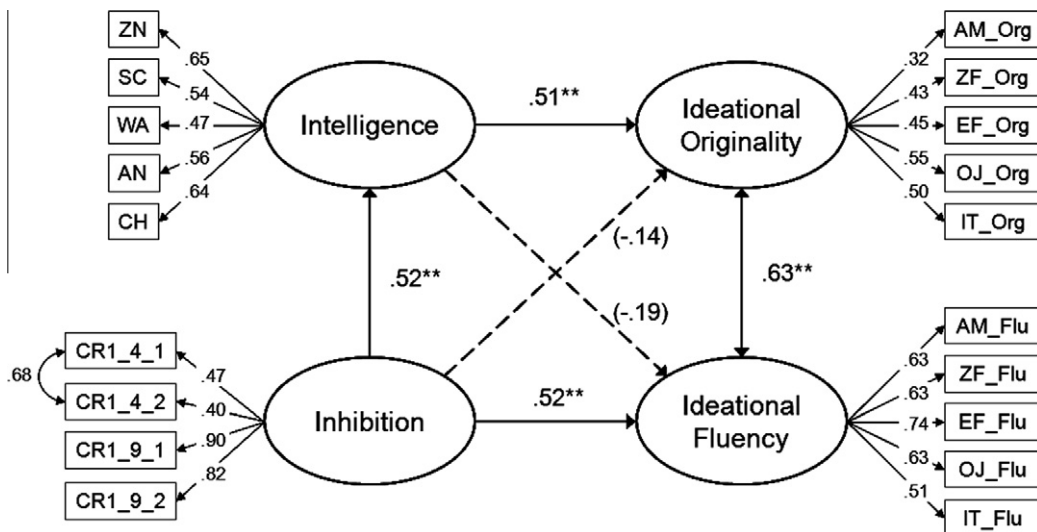 ZN
SC
WA
AN
CH
.65
.54
.47
.56
.64
Intelligence
.51**
Ideational
Originality
.32
.43
.45
.55
.50
AM_Org
ZF_Org
EF_Org
OJ_Org
IT_Org
.52**
(-.14)
(-.19)
.63**
.68
CR1_4_1
CR1_4_2
CR1_9_1
CR1_9_2
.47
.40
.90
.82
Inhibition
.52**
Ideational
Fluency
.63
.63
.74
.63
.51
AM_Flu
ZF_Flu
EF_Flu
OJ_Flu
IT_Flu